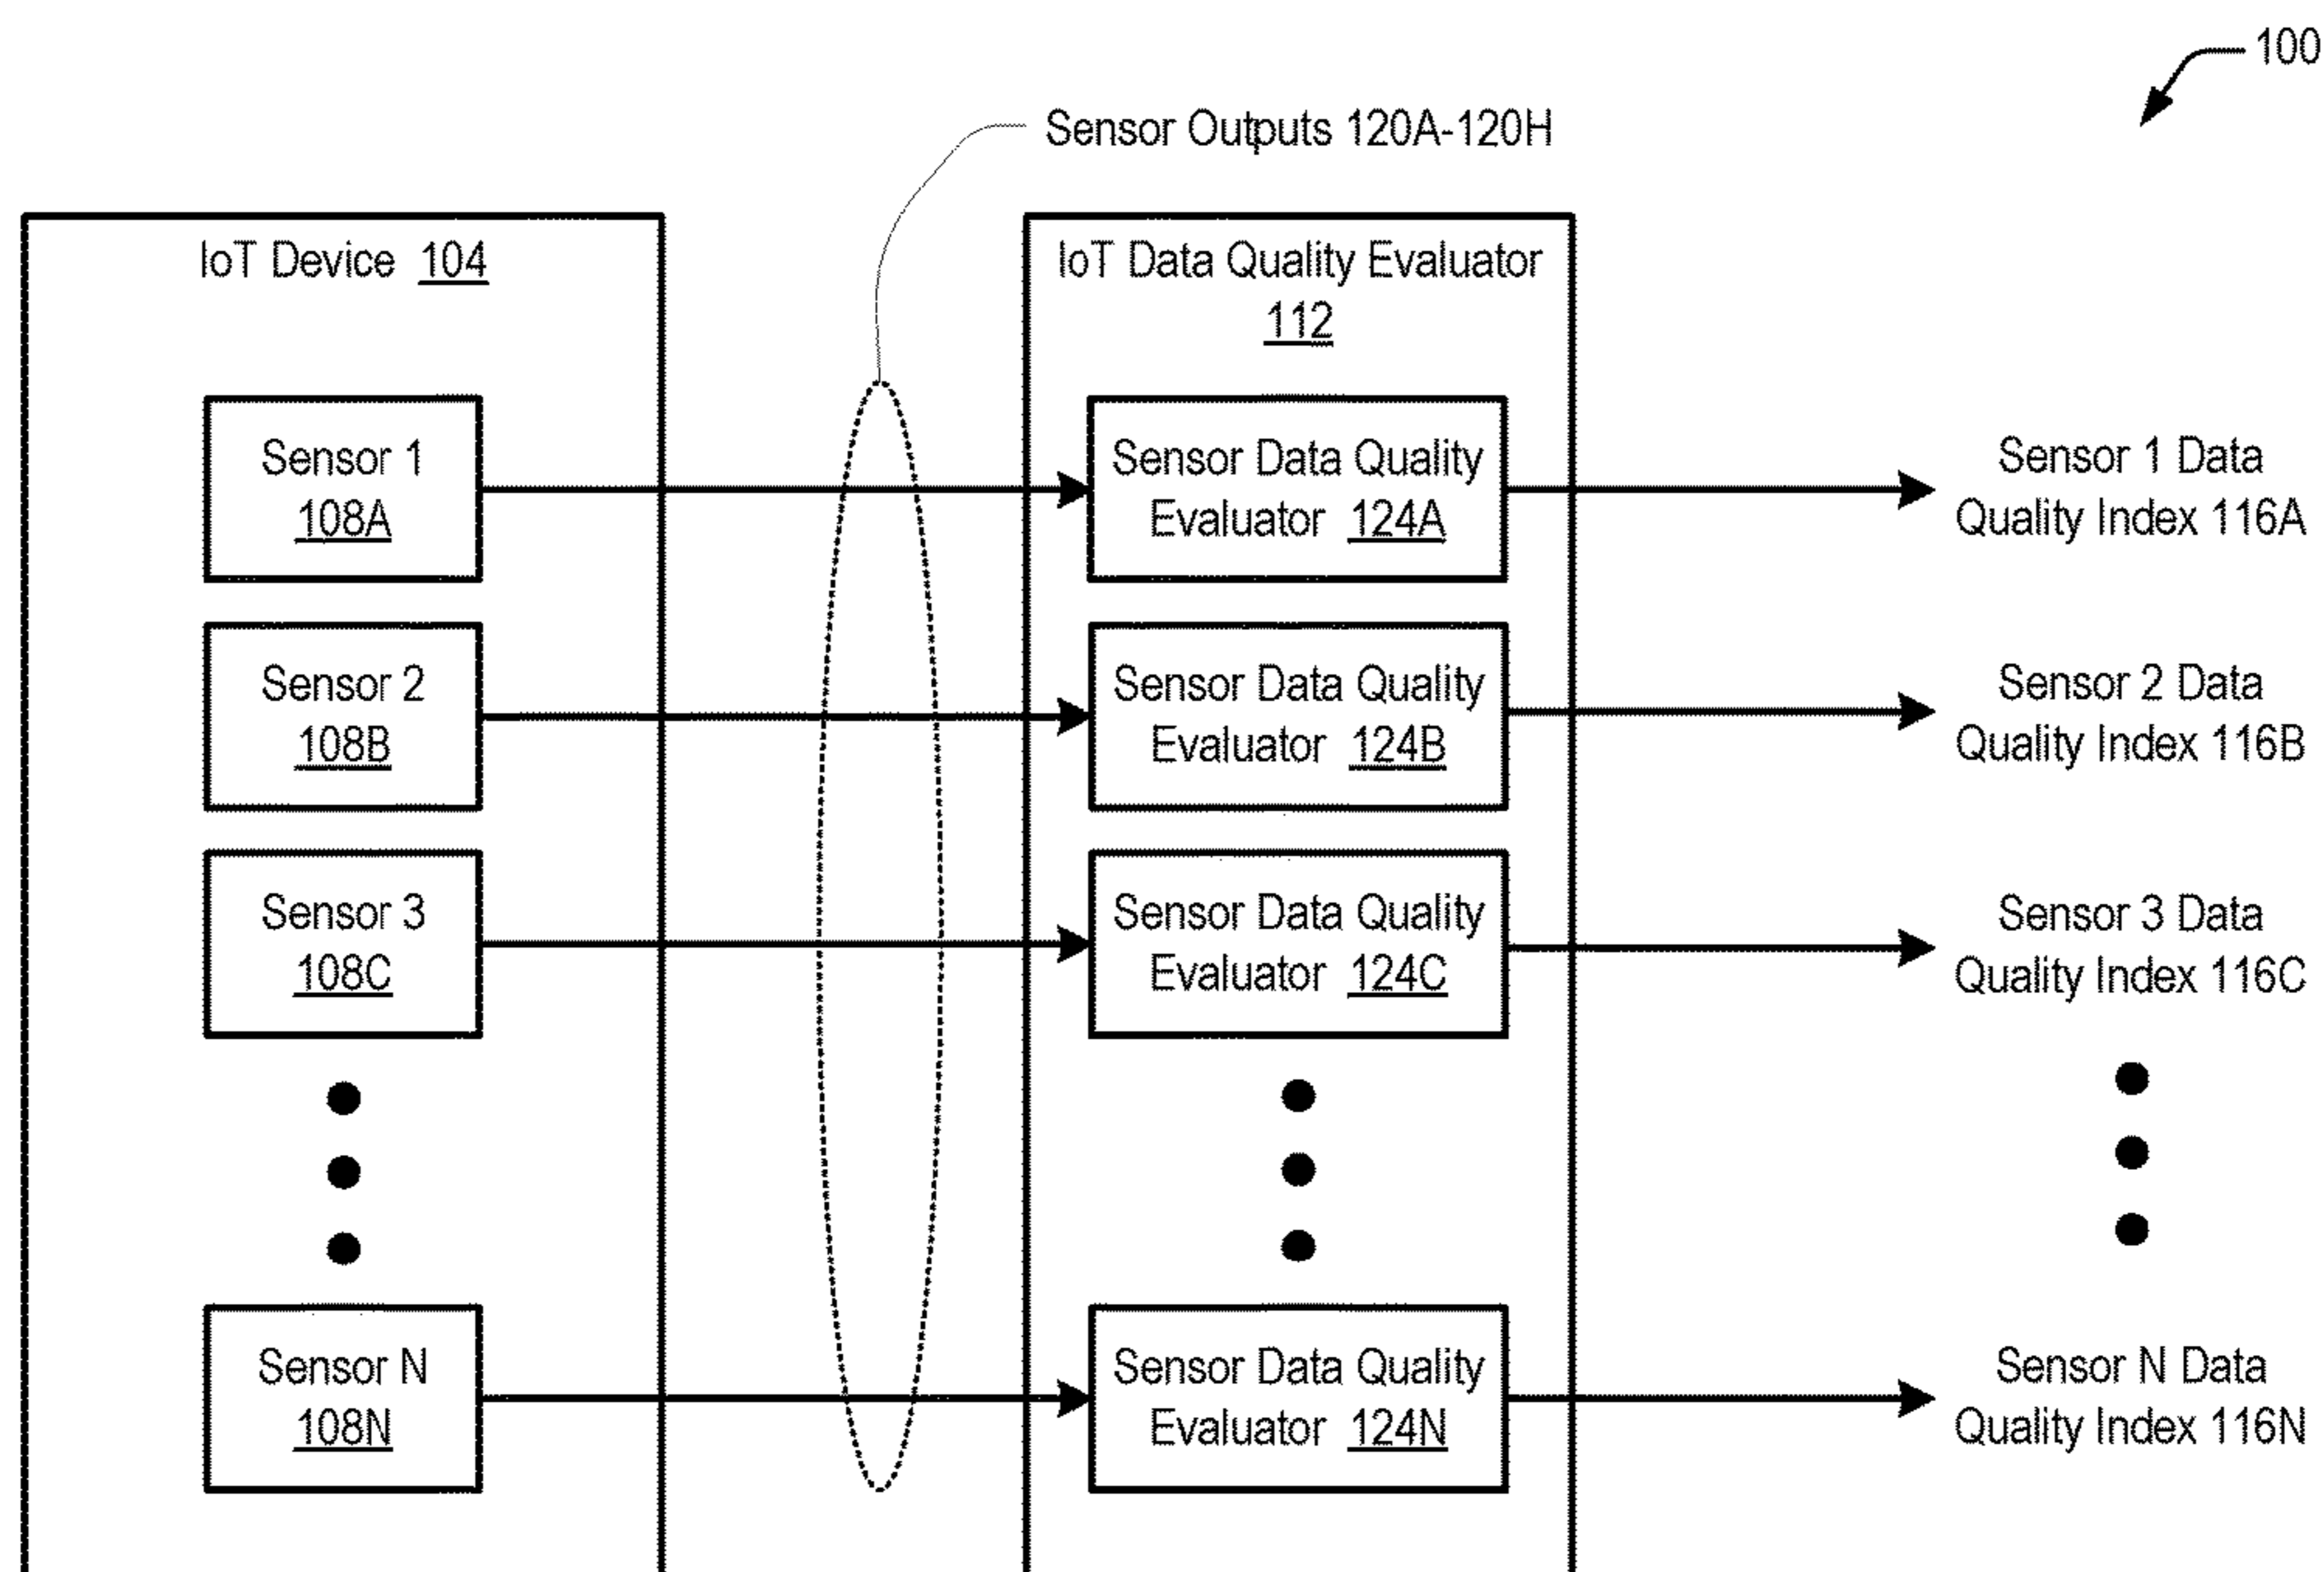 100
Sensor Outputs 120A-120H
IoT Device 104
IoT Data Quality Evaluator
112
Sensor 1
108A
Sensor Data Quality
Evaluator 124A
Sensor 1 Data
Quality Index 116A
Sensor 2
108B
Sensor Data Quality
Evaluator 124B
Sensor 2 Data
Quality Index 116B
Sensor 3
108C
Sensor Data Quality
Evaluator 124C
Sensor 3 Data
Quality Index 116C
Sensor N
108N
Sensor Data Quality
Evaluator 124N
Sensor N Data
Quality Index 116N